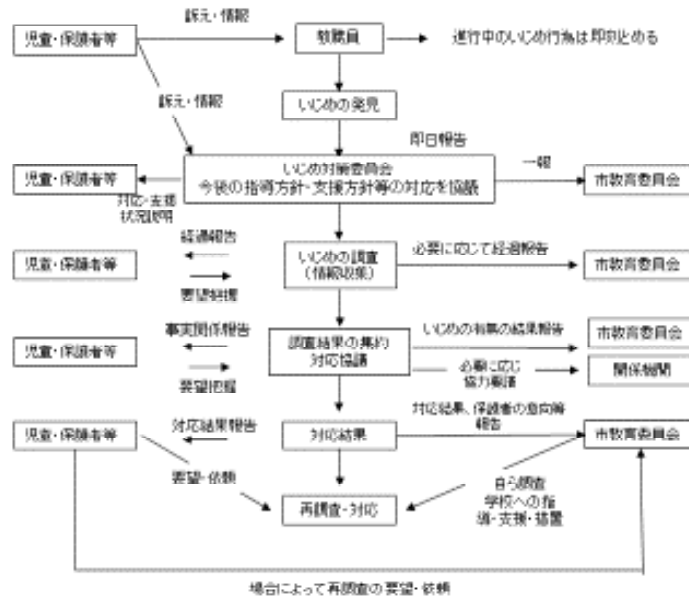 訴え・情報
児童・保護者等
教職員
進行中のいじめ行為は即刻止める
訴え・情報
いじめの発見
即日報告
児童・保護者等
いじめ対策委員会
今後の指導方針・支援方針等の対応を協議
一報
市教育委員会
対応・支援
状況説明
経過報告
児童・保護者等
要望把握
いじめの調査
(情報収集)
必要に応じて経過報告
市教育委員会
事実関係報告
児童・保護者等
要望把握
調査結果の集約
対応協議
いじめの有無の結果報告
市教育委員会
必要に応じ
協力要請
関係機関
対応結果報告
児童・保護者等
対応結果
対応結果、保護者の意向等
報告
市教育委員会
要望・依頼
再調査・対応
自ら調査
学校への指
導・支援・措置
場合によって再調査の要望・依頼